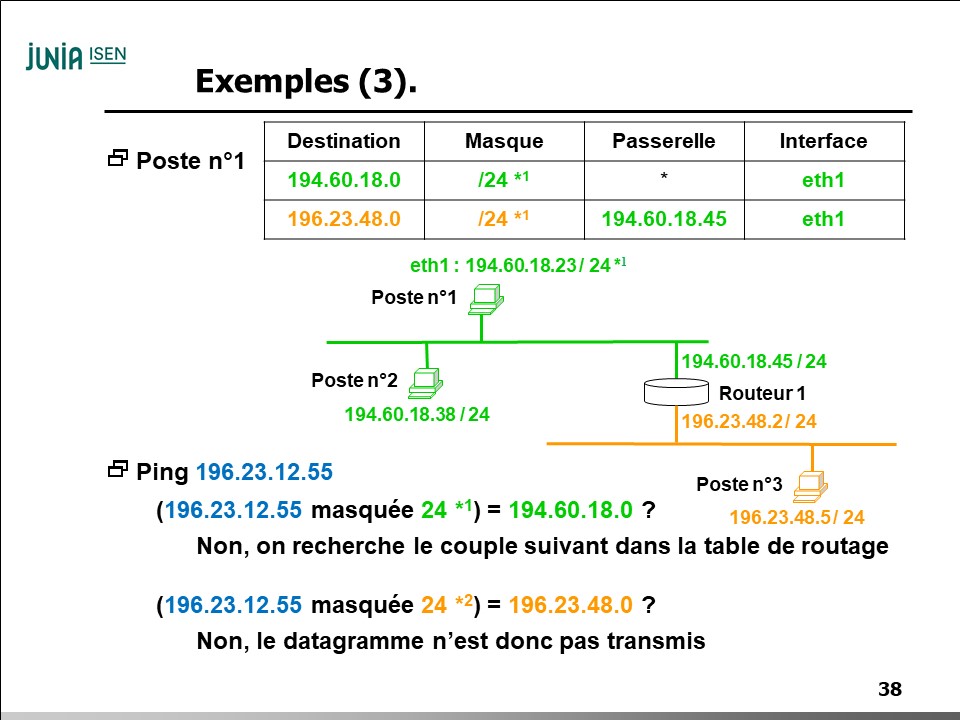 JUNIA ISEN
Exemples (3).
Poste n°1
Destination Masque Passerelle Interface
194.60.18.0 /24 *1 * eth1
196.23.48.0 /24 *1 194.60.18.45 eth1
eth1 : 194.60.18.23 / 24 *1
Poste n°1
194.60.18.45 / 24
Poste n°2
Routeur 1
194.60.18.38 / 24
196.23.48.2 / 24
Ping 196.23.12.55
Poste n°3
(196.23.12.55 masquée 24 *1) = 194.60.18.0 ?
196.23.48.5 / 24
Non, on recherche le couple suivant dans la table de routage
(196.23.12.55 masquée 24 *2) = 196.23.48.0 ?
Non, le datagramme n’est donc pas transmis
38